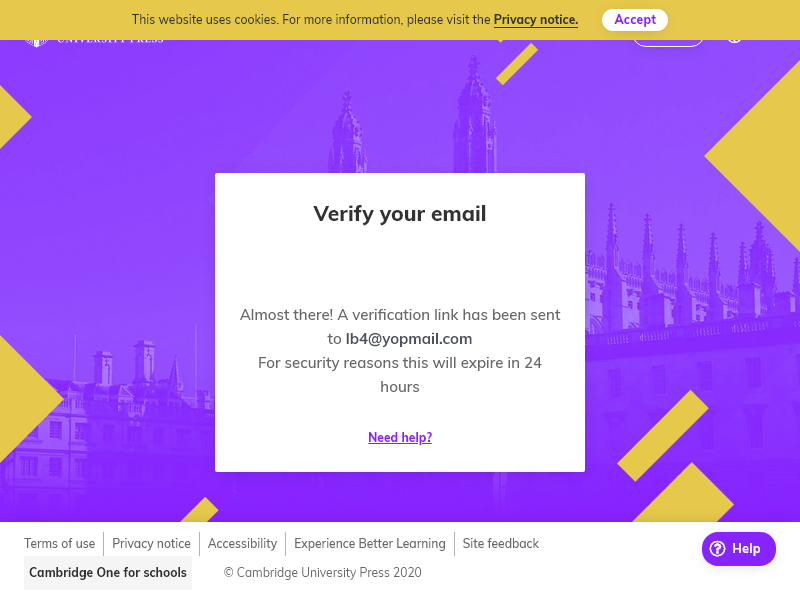 This website uses cookies. For more information, please visit the Privacy notice. Accept
UNIVERSITY PRESS
Verify your email
Almost there! A verification link has been sent
to lb4@yopmail.com
For security reasons this will expire in 24
hours
Need help?
Terms of use Privacy notice Accessibility Experience Better Learning Site feedback
Help
Cambridge One for schools © Cambridge University Press 2020